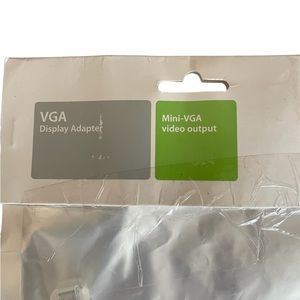 VGA
Display Adapter
Mini-VGA
video output